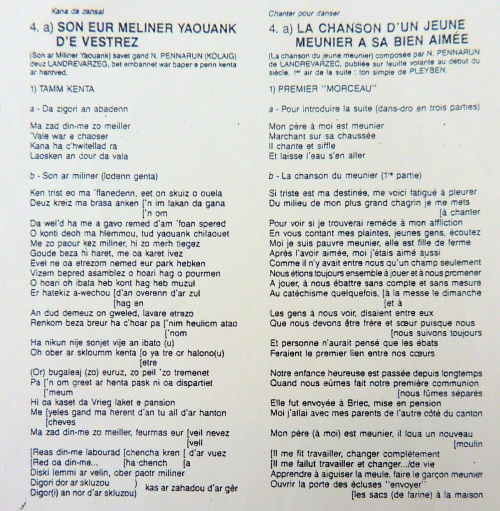 Kana da zansal
4. a) SON EUR MELINER YAOUANK
D'E VESTREZ
(Son ar Miliner Yaouank) savet gand N. PENNARUN (KOLAIG)
deuz LANDREVARZEG, bet embannet war baper e penn kenta
ar hantved.
1) TAMM KENTA
a - Da zigori an abadenn
Ma zad din-me zo meiller
'Vale war e chaoser
Kana ha c'hwitellad ra
Laosken an dour da vala
b - Son ar miliner (lodenn genta)
Ken trist eo ma 'flanedenn, eet on skuiz o ouela
Deuz kreiz ma brasa anken ['n im lakan da gana
['n om
Da wel'd ha me a gavo remed d'am 'foan spered
O konti dech ma hlemmou, tud yaouank chilaouet
Me zo paour kez milliner, hi zo merh tiegez
Goude beza hi haret, me oa karet ivez
Evel ne oa etrezom nemed eur park hebken
Vizem bepred asamblez o hoari hag o pourmen
O hoari oh ibata heb kont hag heb muzul
Er hatekiz a-wechou [d'an overenn d'ar zul
[hag en
An dud demeuz on gweled, lavare etrezo
Renkom beza breur ha c'hoar pa ['nim heuliom atao
['nom
Ha nikun nije sonjet vije an ibato (u)
Oh ober ar skloumm kenta [o ya tre or halono(u)
[etre
(Or) bugaleaj (zo) euruz, zo peil 'zo tremenet
Pa ['n om greet ar henta pask ni oa dispartiet
['meum
Hi oa kaset da Vrieg laket e pansion
Me [yeles gand ma herent d'an tu all d'ar hanton
[cheves
Ma zad din-me zo meiller, feurmas eur [veil nevez
[vell
[Reas din-me labourad [chencha kren [ d'ar vuez
[Red oa din-me... [ha chench [a
Diski lemmi ar velin, ober paotr miliner
Digori dor ar skluzou )
Digor(i) an nor d'ar skluzou) kas ar zahadou d'ar gêr
Chanter pour danser
4. a) LA CHANSON D'UN JEUNE
MEUNIER A SA BIEN AIMÉE
(La chanson du jeune meunier) composée par N. PENNRUN
de LANDREVARZEC, publiée sur feuille volante au début du
siècle. 1er air de la suite : ton simple de PLEYBEN.
1) PREMIER "MORCEAU"
a - Pour introduire la suite (dans-dro en trois parties)
Mon père à moi est meunier
Marchant sur sa chaussée
Il chante et siffle
Et laisse l'eau s'en aller
b - La chanson du meunier (1re partie)
Si triste est ma destinée, me voici fatigué à pleurer
Du milieu de mon plus grand chagrin je me mets
[à chanter
Pour voir si je trouverai remède à mon affliction
En vous contant mes plaintes, jeunes gens, écoutez
Moi je suis pauvre meunier, elle est fille de ferme
Après l'avoir aimée, moi j'étais aimé aussi
Comme il n'y avait entre nous qu'un champ seulement
Nous étions toujours ensemble à jouer et à nous promener
A jouer, à nous ébattre sans compte et sans mesure
Au catéchisme quelquefois, [à la messe le dimanche
[et à
Les gens à nous voir, disaient entre eux
Que nous devons être frère et sœur puisque nous
[nous suivons toujours
Et personne n'aurait pensé que les ébats
Feraient le premier lien entre nos cœurs
Notre enfance heureuse est passée depuis longtemps
Quand nous eûmes fait notre première communion
[nous fûmes séparés
Elle fut envoyée à Briec, mise en pension
Moi j'allai avec mes parents de l'autre côté du canton
Mon père (à moi) est meunier, il loua un nouveau
[moulin
[Il me fit travailler, changer complètement
[Il me fallut travailler et changer.../de vie
Apprendre à aiguiser la meule, faire le garçon meunier
Ouvrir la porte des écluses "envoyer"
[les sacs (de farine) à la maison